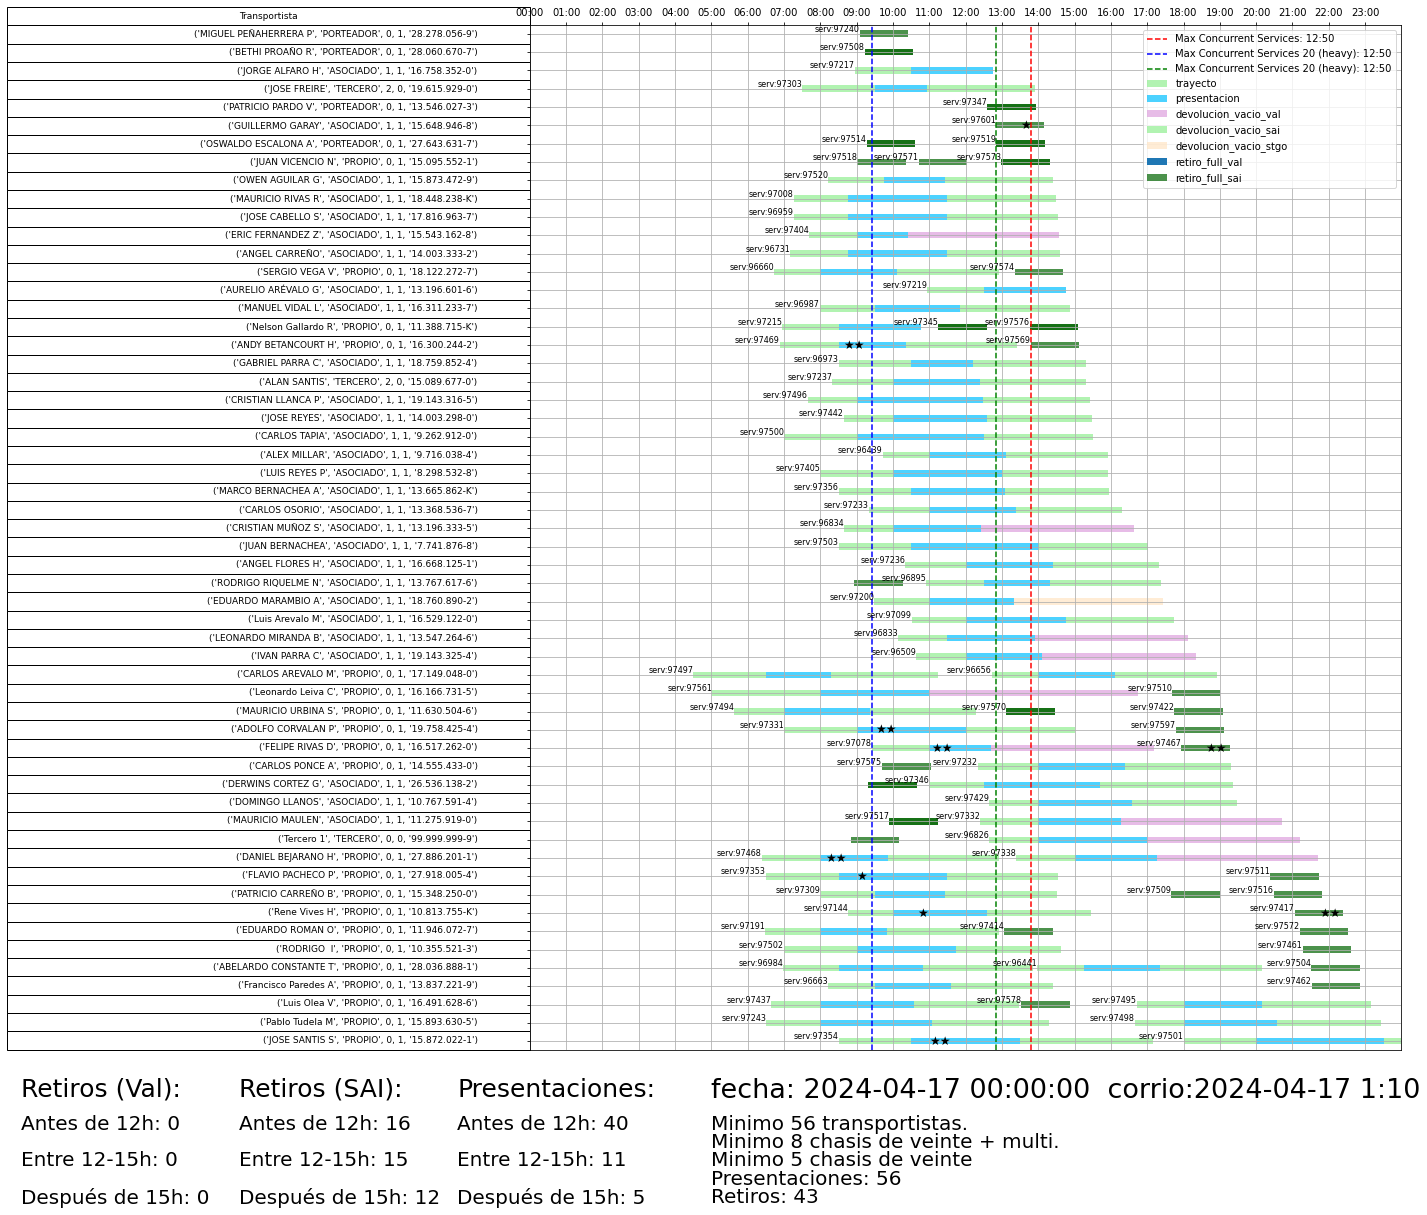 Transportista
00:00 01:00 02:00 03:00 04:00 05:00 06:00 07:00 08:00 09:00 10:00 11:00 12:00 13:00 14:00 15:00 16:00 17:00 18:00 19:00 20:00 21:00 22:00 23:00
Max Concurrent Services: 12:50
Max Concurrent Services 20 (heavy): 12:50
Max Concurrent Services 20 (heavy): 12:50
trayecto
presentacion
devolucion_vacio_val
devolucion_vacio_sai
devolucion_vacio_stgo
retiro_full_val
retiro_full_sai
('MIGUEL PEÑAHERRERA P', 'PORTEADOR', 0, 1, '28.278.056-9') serv:97240
('BETHI PROAÑO R', 'PORTEADOR', 0, 1, '28.060.670-7') serv:97508
('JORGE ALFARO H', 'ASOCIADO', 1, 1, '16.758.352-0') serv:97217
('JOSE FREIRE', 'TERCERO', 2, 0, '19.615.929-0') serv:97303
('PATRICIO PARDO V', 'PORTEADOR', 0, 1, '13.546.027-3') serv:97347
('GUILLERMO GARAY', 'ASOCIADO', 1, 1, '15.648.946-8') serv:97601
('OSWALDO ESCALONA A', 'PORTEADOR', 0, 1, '27.643.631-7') serv:97514 serv:97519
('JUAN VICENCIO N', 'PROPIO', 0, 1, '15.095.552-1') serv:97518 serv:97571 serv:97573
('OWEN AGUILAR G', 'ASOCIADO', 1, 1, '15.873.472-9') serv:97520
('MAURICIO RIVAS R', 'ASOCIADO', 1, 1, '18.448.238-K') serv:97008
('JOSE CABELLO S', 'ASOCIADO', 1, 1, '17.816.963-7') serv:96959
('ERIC FERNANDEZ Z', 'ASOCIADO', 1, 1, '15.543.162-8') serv:97404
('ANGEL CARREÑO', 'ASOCIADO', 1, 1, '14.003.333-2') serv:96731
('SERGIO VEGA V', 'PROPIO', 0, 1, '18.122.272-7') serv:96660 serv:97574
('AURELIO ARÉVALO G', 'ASOCIADO', 1, 1, '13.196.601-6') serv:97219
('MANUEL VIDAL L', 'ASOCIADO', 1, 1, '16.311.233-7') serv:96987
('Nelson Gallardo R', 'PROPIO', 0, 1, '11.388.715-K') serv:97215 serv:97345 serv:97576
('ANDY BETANCOURT H', 'PROPIO', 0, 1, '16.300.244-2') serv:97469 serv:97569
('GABRIEL PARRA C', 'ASOCIADO', 1, 1, '18.759.852-4') serv:96973
('ALAN SANTIS', 'TERCERO', 2, 0, '15.089.677-0') serv:97237
('CRISTIAN LLANCA P', 'ASOCIADO', 1, 1, '19.143.316-5') serv:97496
('JOSE REYES', 'ASOCIADO', 1, 1, '14.003.298-0') serv:97442
('CARLOS TAPIA', 'ASOCIADO', 1, 1, '9.262.912-0') serv:97500
('ALEX MILLAR', 'ASOCIADO', 1, 1, '9.716.038-4') serv:96439
('LUIS REYES P', 'ASOCIADO', 1, 1, '8.298.532-8') serv:97405
('MARCO BERNACHEA A', 'ASOCIADO', 1, 1, '13.665.862-K') serv:97356
('CARLOS OSORIO', 'ASOCIADO', 1, 1, '13.368.536-7') serv:97233
('CRISTIAN MUÑOZ S', 'ASOCIADO', 1, 1, '13.196.333-5') serv:96834
('JUAN BERNACHEA', 'ASOCIADO', 1, 1, '7.741.876-8') serv:97503
('ANGEL FLORES H', 'ASOCIADO', 1, 1, '16.668.125-1') serv:97236
('RODRIGO RIQUELME N', 'ASOCIADO', 1, 1, '13.767.617-6') serv:96895
('EDUARDO MARAMBIO A', 'ASOCIADO', 1, 1, '18.760.890-2') serv:97200
('Luis Arevalo M', 'ASOCIADO', 1, 1, '16.529.122-0') serv:97099
('LEONARDO MIRANDA B', 'ASOCIADO', 1, 1, '13.547.264-6') serv:96833
('IVAN PARRA C', 'ASOCIADO', 1, 1, '19.143.325-4') serv:96509
('CARLOS AREVALO M', 'PROPIO', 0, 1, '17.149.048-0') serv:97497 serv:96656
('Leonardo Leiva C', 'PROPIO', 0, 1, '16.166.731-5') serv:97561 serv:97510
('MAURICIO URBINA S', 'PROPIO', 0, 1, '11.630.504-6') serv:97494 serv:97570 serv:97422
('ADOLFO CORVALAN P', 'PROPIO', 0, 1, '19.758.425-4') serv:97331 serv:97597
('FELIPE RIVAS D', 'PROPIO', 0, 1, '16.517.262-0') serv:97078 serv:97467
('CARLOS PONCE A', 'PROPIO', 0, 1, '14.555.433-0') serv:97575 serv:97232
('DERWINS CORTEZ G', 'ASOCIADO', 1, 1, '26.536.138-2') serv:97346
('DOMINGO LLANOS', 'ASOCIADO', 1, 1, '10.767.591-4') serv:97429
('MAURICIO MAULEN', 'ASOCIADO', 1, 1, '11.275.919-0') serv:97517 serv:97332
('Tercero 1', 'TERCERO', 0, 0, '99.999.999-9') serv:96826
('DANIEL BEJARANO H', 'PROPIO', 0, 1, '27.886.201-1') serv:97468 serv:97338
('FLAVIO PACHECO P', 'PROPIO', 0, 1, '27.918.005-4') serv:97353 serv:97511
('PATRICIO CARREÑO B', 'PROPIO', 0, 1, '15.348.250-0') serv:97309 serv:97509 serv:97516
('Rene Vives H', 'PROPIO', 0, 1, '10.813.755-K') serv:97144 serv:97417
('EDUARDO ROMAN O', 'PROPIO', 0, 1, '11.946.072-7') serv:97191 serv:97414 serv:97572
('RODRIGO  I', 'PROPIO', 0, 1, '10.355.521-3') serv:97502 serv:97461
('ABELARDO CONSTANTE T', 'PROPIO', 0, 1, '28.036.888-1') serv:96984 serv:96441 serv:97504
('Francisco Paredes A', 'PROPIO', 0, 1, '13.837.221-9') serv:96663 serv:97462
('Luis Olea V', 'PROPIO', 0, 1, '16.491.628-6') serv:97437 serv:97578 serv:97495
('Pablo Tudela M', 'PROPIO', 0, 1, '15.893.630-5') serv:97243 serv:97498
('JOSE SANTIS S', 'PROPIO', 0, 1, '15.872.022-1') serv:97354 serv:97501
Retiros (Val):
Antes de 12h: 0
Entre 12-15h: 0
Después de 15h: 0
Retiros (SAI):
Antes de 12h: 16
Entre 12-15h: 15
Después de 15h: 12
Presentaciones:
Antes de 12h: 40
Entre 12-15h: 11
Después de 15h: 5
fecha: 2024-04-17 00:00:00  corrio:2024-04-17 1:10
Minimo 56 transportistas.
Minimo 8 chasis de veinte + multi.
Minimo 5 chasis de veinte
Presentaciones: 56
Retiros: 43